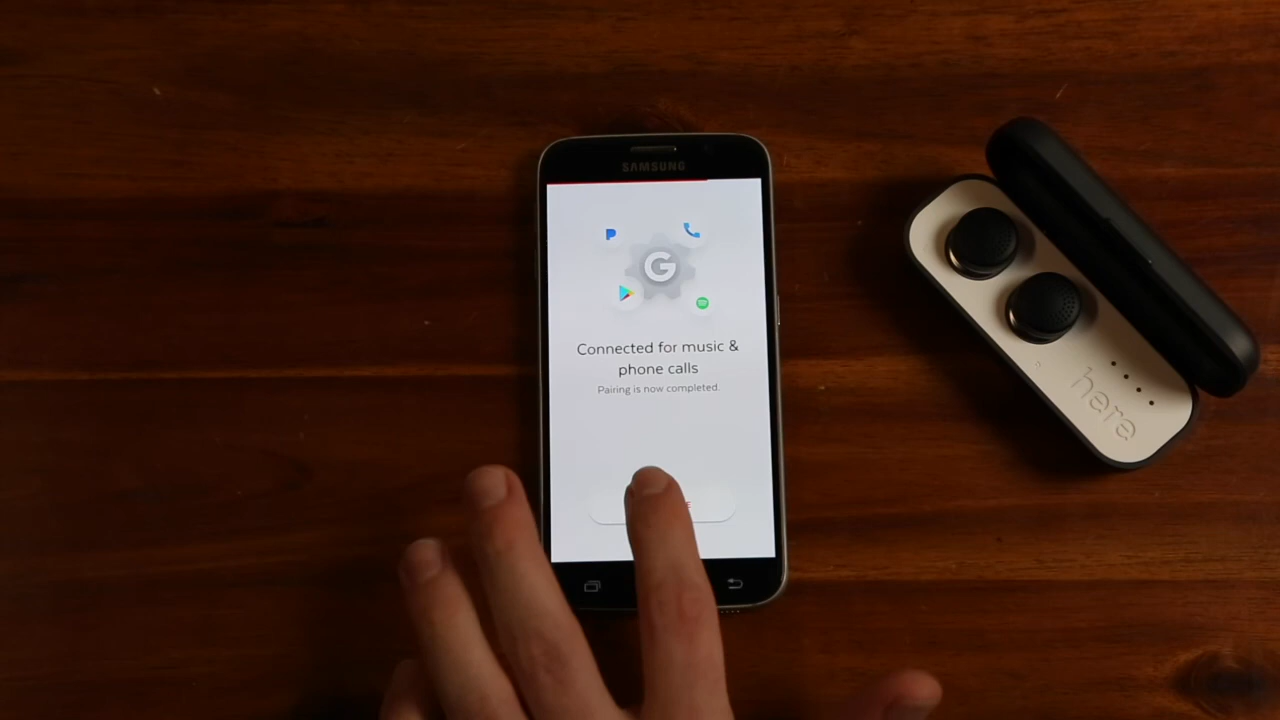 SAMSUNG
G
Connected for music &
phone calls
Pairing is now completed.
here